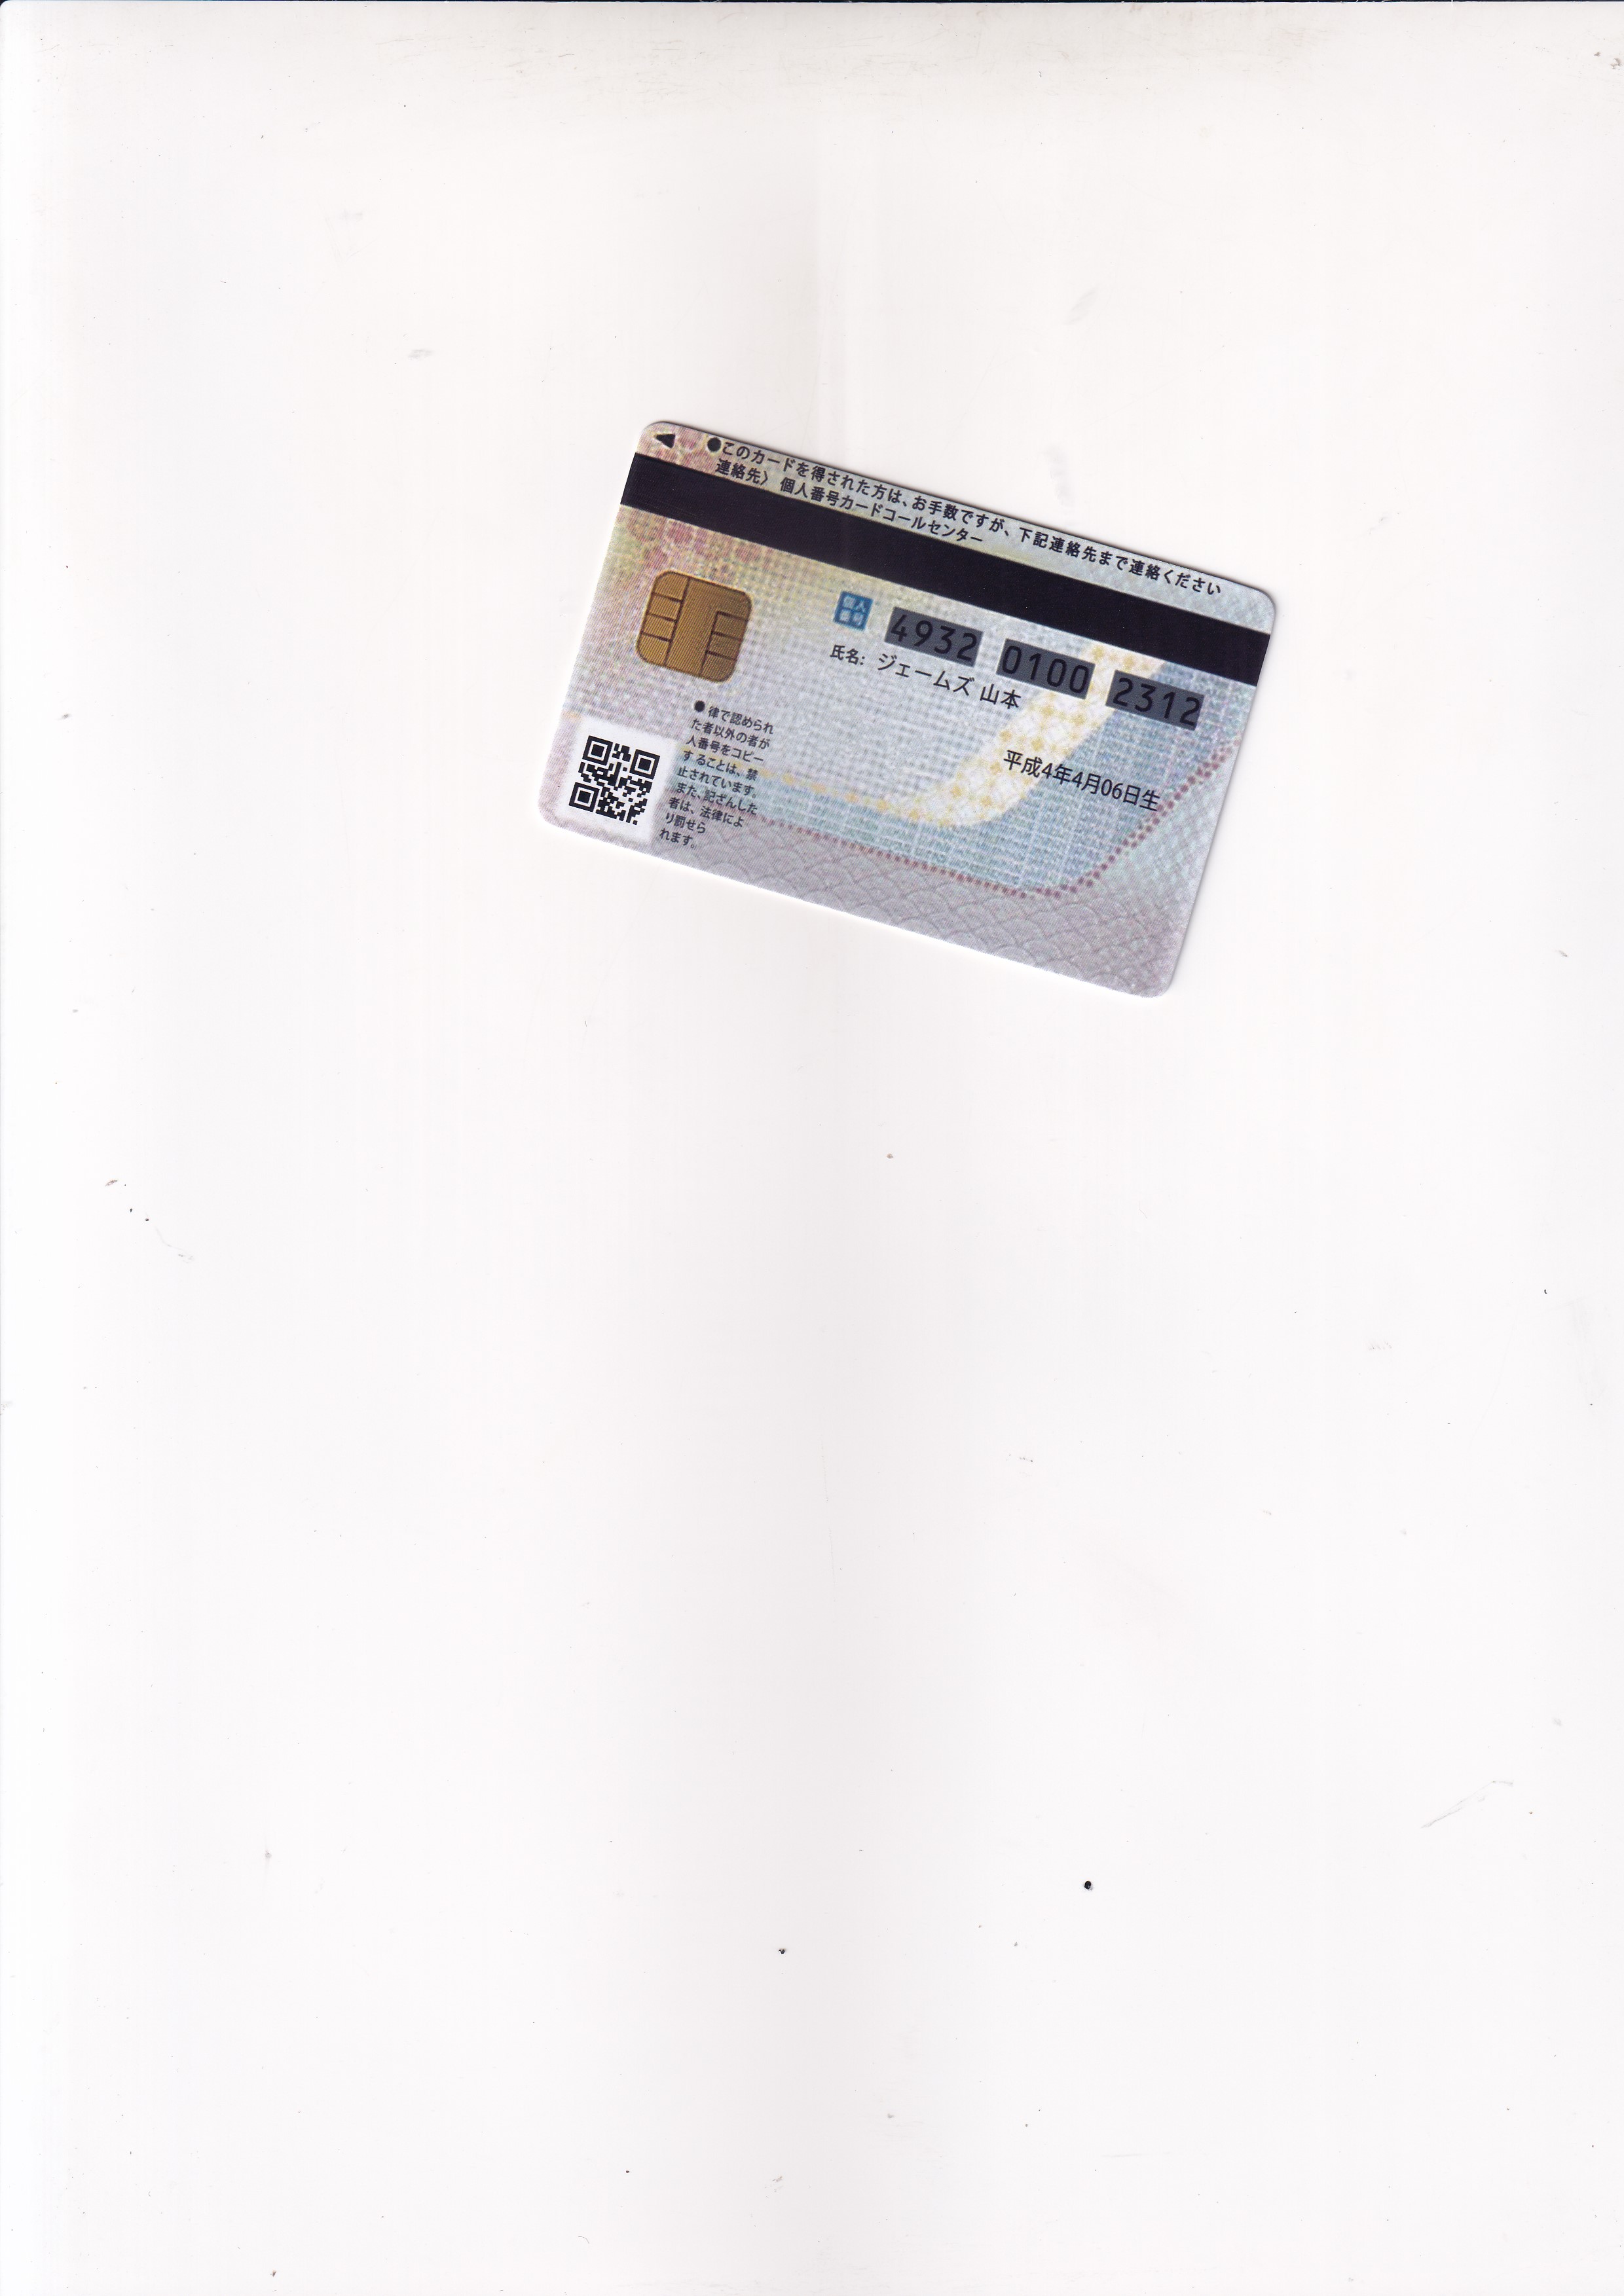 ●このカードを得された方は、お手数ですが、下記連絡先まで連絡ください
連絡先〉 個人番号カードコールセンター
個人番号 4932 0100 2312
氏名: ジェームズ 山本
平成4年4月06日生
● 律で認められ
た者以外の者が
人番号をコピー
することは、禁
止されています。
また、記ざんした
者は、法律によ
り罰せら
れます。